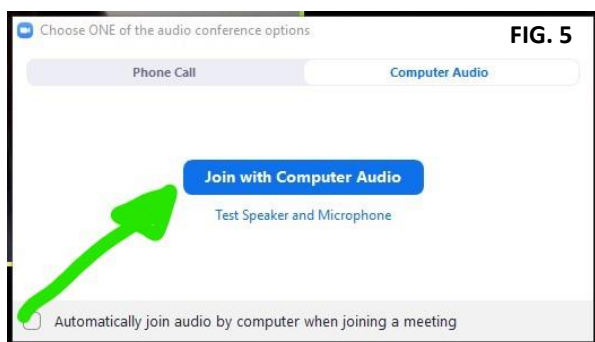 Choose ONE of the audio conference options
FIG. 5
Phone Call
Computer Audio
Join with Computer Audio
Test Speaker and Microphone
Automatically join audio by computer when joining a meeting